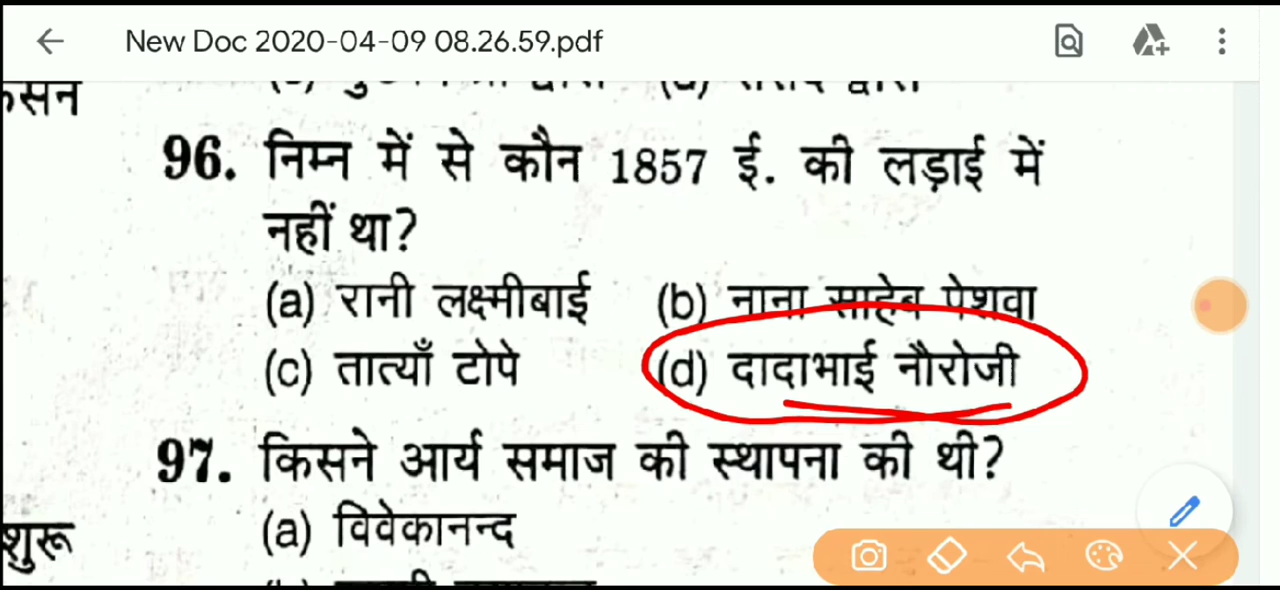 New Doc 2020-04-09 08.26.59.pdf
96. निम्न में से कौन 1857 ई. की लड़ाई में
नहीं था?
(a) रानी लक्ष्मीबाई (b) नाना साहेब पेशवा
(c) तात्याँ टोपे (d) दादाभाई नौरोजी
97. किसने आर्य समाज की स्थापना की थी?
(a) विवेकानन्द
शुरू